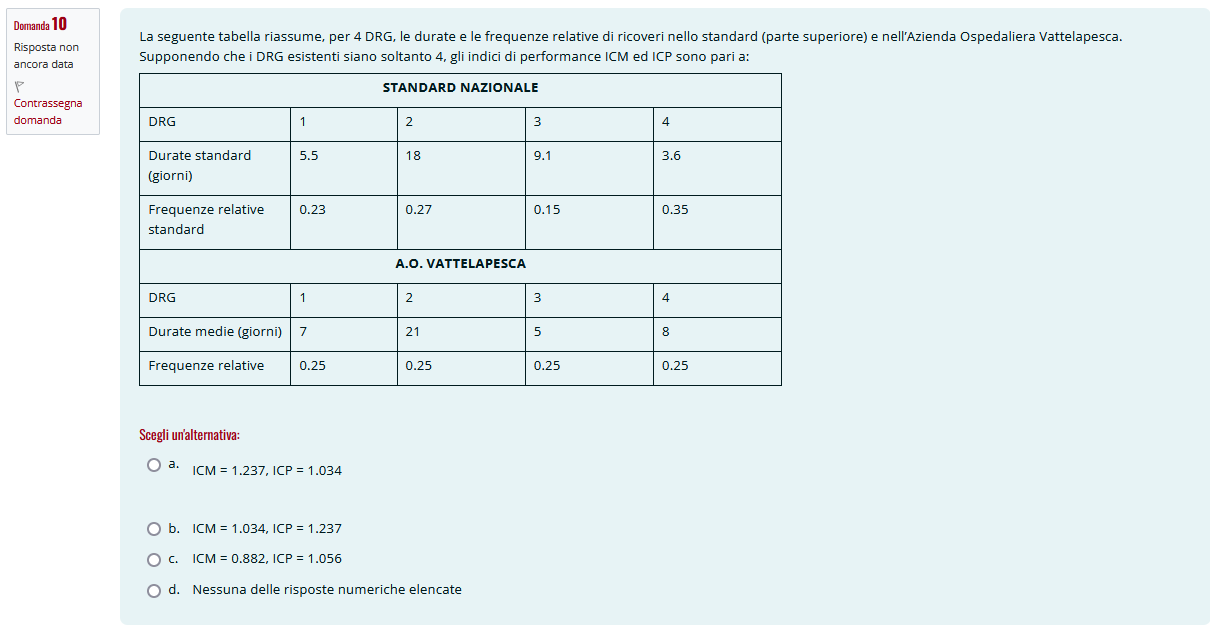 Domanda 10
Risposta non
ancora data
Contrassegna
domanda
La seguente tabella riassume, per 4 DRG, le durate e le frequenze relative di ricoveri nello standard (parte superiore) e nell'Azienda Ospedaliera Vattelapesca.
Supponendo che i DRG esistenti siano soltanto 4, gli indici di performance ICM ed ICP sono pari a:
STANDARD NAZIONALE
DRG 1 2 3 4
Durate standard (giorni) 5.5 18 9.1 3.6
Frequenze relative standard 0.23 0.27 0.15 0.35
A.O. VATTELAPESCA
DRG 1 2 3 4
Durate medie (giorni) 7 21 5 8
Frequenze relative 0.25 0.25 0.25 0.25
Scegli un'alternativa:
a. ICM = 1.237, ICP = 1.034
b. ICM = 1.034, ICP = 1.237
c. ICM = 0.882, ICP = 1.056
d. Nessuna delle risposte numeriche elencate